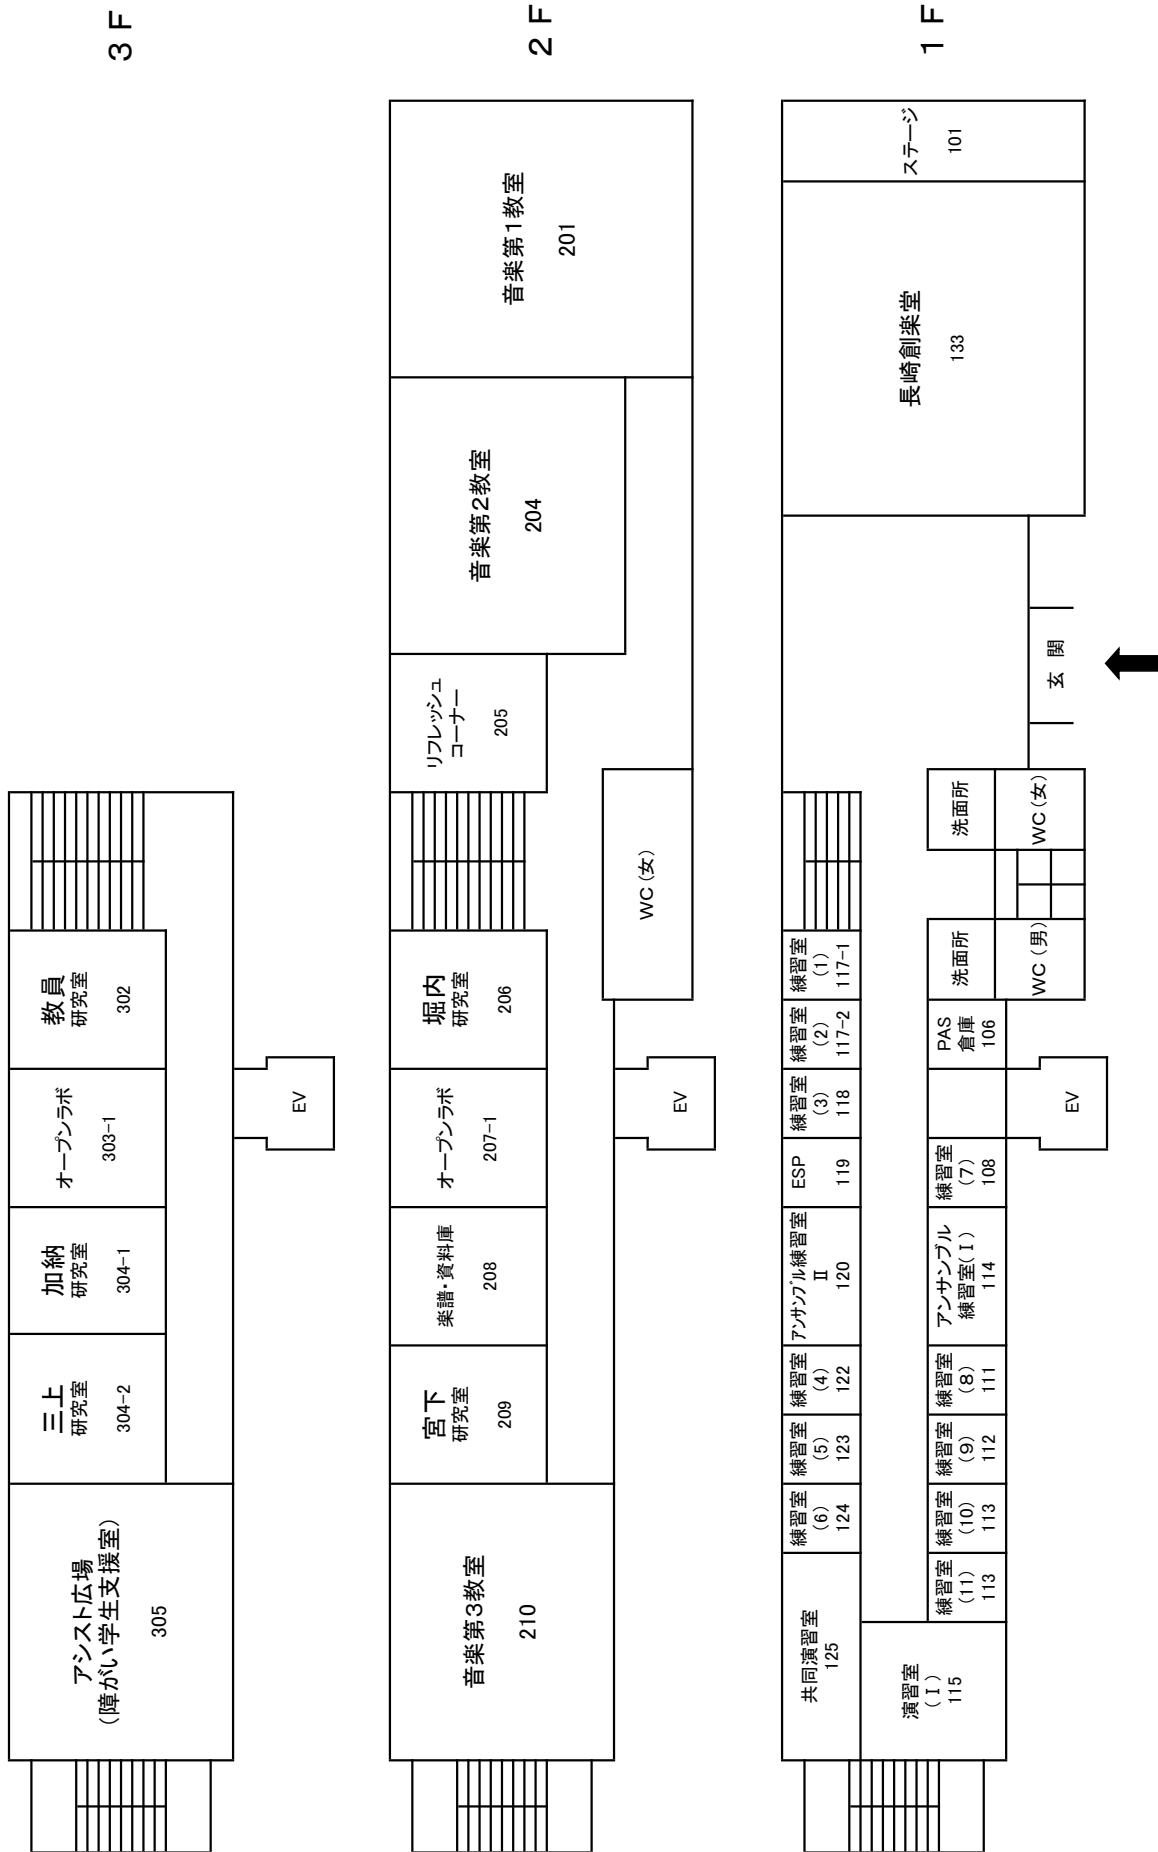 3F
アシスト広場
(障がい学生支援室)
305
三上
研究室
304-2
加納
研究室
304-1
オープンラボ
303-1
教員
研究室
302
EV
2F
音楽第3教室
210
宮下
研究室
209
楽譜・資料庫
208
オープンラボ
207-1
堀内
研究室
206
リフレッシュ
コーナー
205
音楽第2教室
204
音楽第1教室
201
EV
WC(女)
1F
共同演習室
125
練習室
(6)
124
練習室
(5)
123
練習室
(4)
122
アンサンブル練習室
Ⅱ
120
ESP
119
練習室
(3)
118
練習室
(2)
117-2
練習室
(1)
117-1
長崎創楽堂
133
ステージ
101
演習室
(Ⅰ)
115
練習室
(11)
113
練習室
(10)
113
練習室
(9)
112
練習室
(8)
111
アンサンブル
練習室(Ⅰ)
114
練習室
(7)
108
PAS
倉庫
106
洗面所
WC(男)
洗面所
WC(女)
EV
玄関